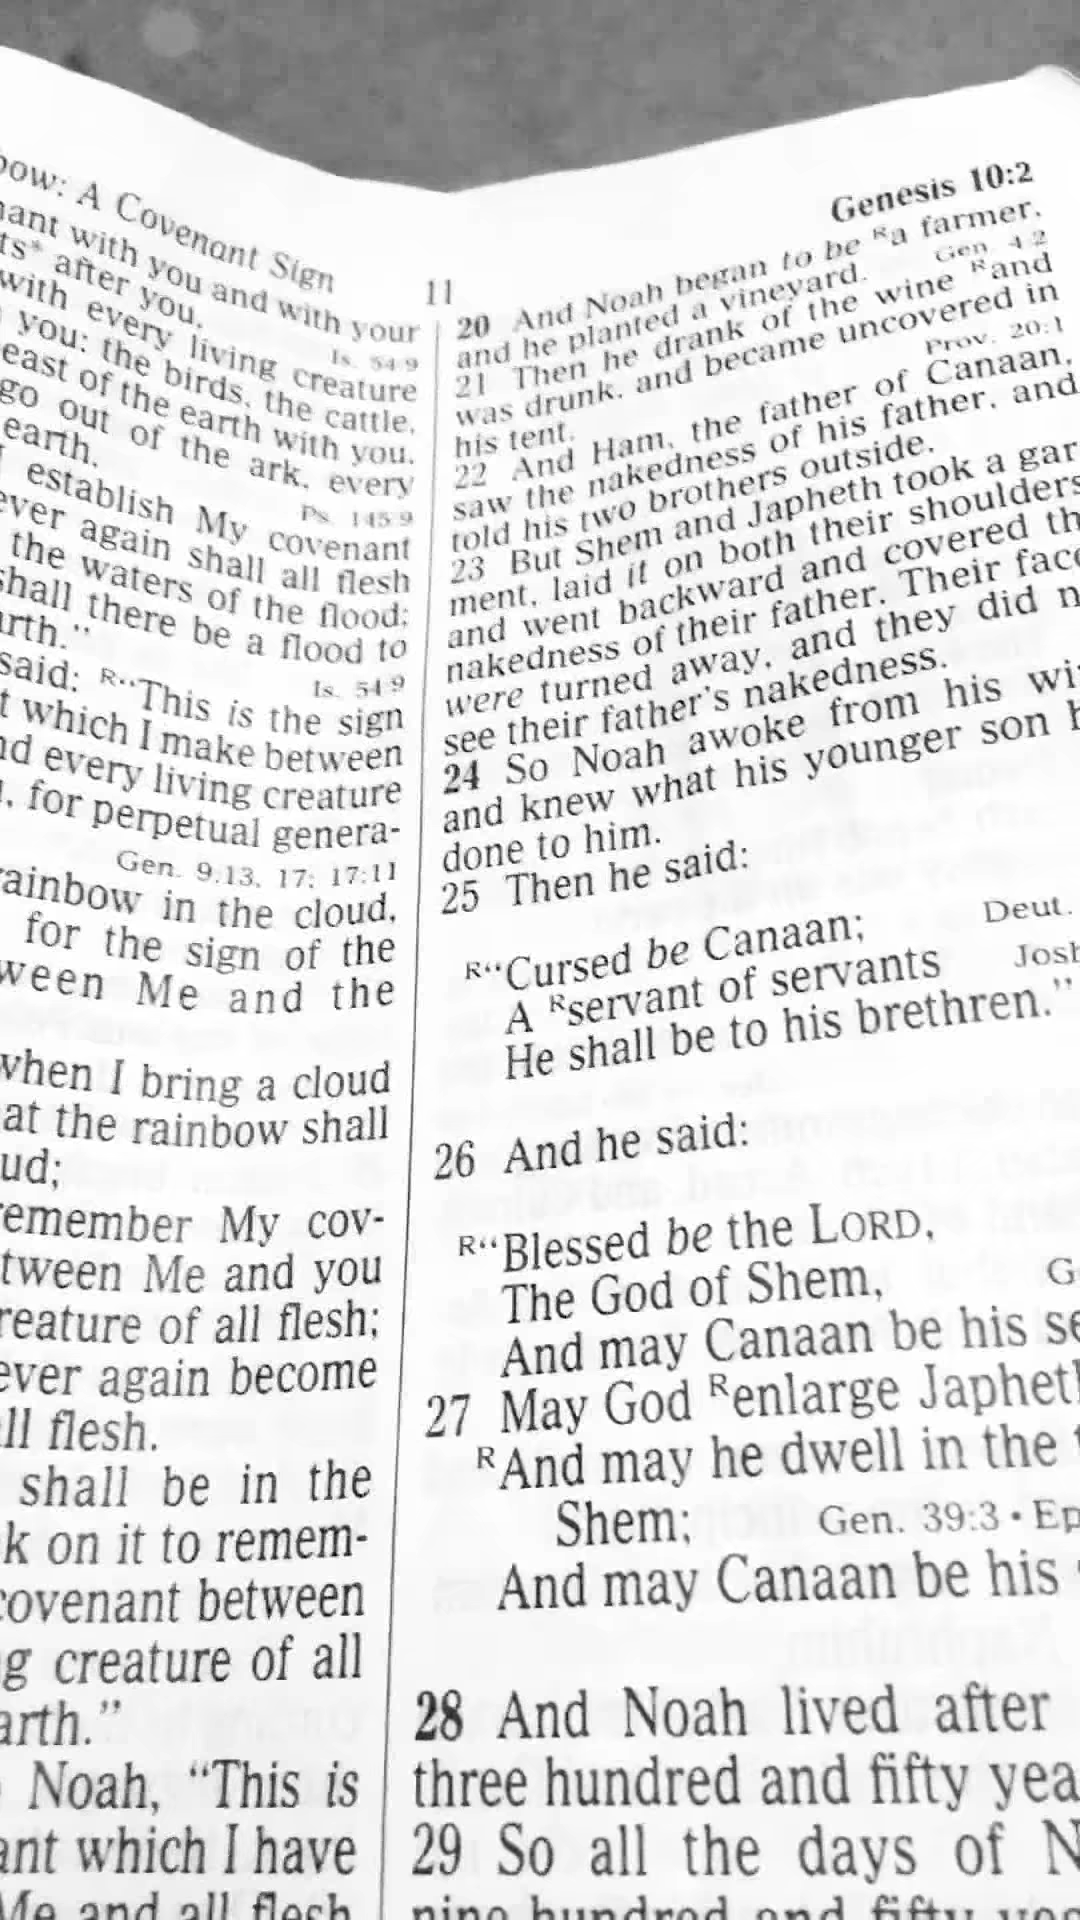 bow: A Covenant Sign
11
Genesis 10:2
nant with you and with your
ts* after you,
Is. 54:9
with every living creature
you: the birds, the cattle,
east of the earth with you,
go out of the ark, every
earth.
Ps. 145:9
establish My covenant
ever again shall all flesh
the waters of the flood;
shall there be a flood to
arth."
Is. 54:9
said: R"This is the sign
t which I make between
nd every living creature
, for perpetual genera-
Gen. 9:13, 17; 17:11
rainbow in the cloud,
for the sign of the
ween Me and the
when I bring a cloud
at the rainbow shall
ud;
remember My cov-
tween Me and you
reature of all flesh;
ever again become
ll flesh.
shall be in the
k on it to remem-
covenant between
g creature of all
arth."
Noah, "This is
ant which I have
Me and all flesh
20 And Noah began to be Ra farmer,
and he planted a vineyard.
Gen. 4:2
21 Then he drank of the wine Rand
was drunk, and became uncovered in
his tent.
Prov. 20:1
22 And Ham, the father of Canaan,
saw the nakedness of his father, and
told his two brothers outside.
23 But Shem and Japheth took a gar
ment, laid it on both their shoulders
and went backward and covered th
nakedness of their father. Their face
were turned away, and they did n
see their father's nakedness.
24 So Noah awoke from his wi
and knew what his younger son h
done to him.
25 Then he said:
Deut.
R"Cursed be Canaan;
A Rservant of servants Josh
He shall be to his brethren."
26 And he said:
R"Blessed be the LORD,
The God of Shem, G
And may Canaan be his se
27 May God Renlarge Japheth
RAnd may he dwell in the t
Shem; Gen. 39:3 • Ep
And may Canaan be his
28 And Noah lived after
three hundred and fifty yea
29 So all the days of N
nine hundred and fifty yea